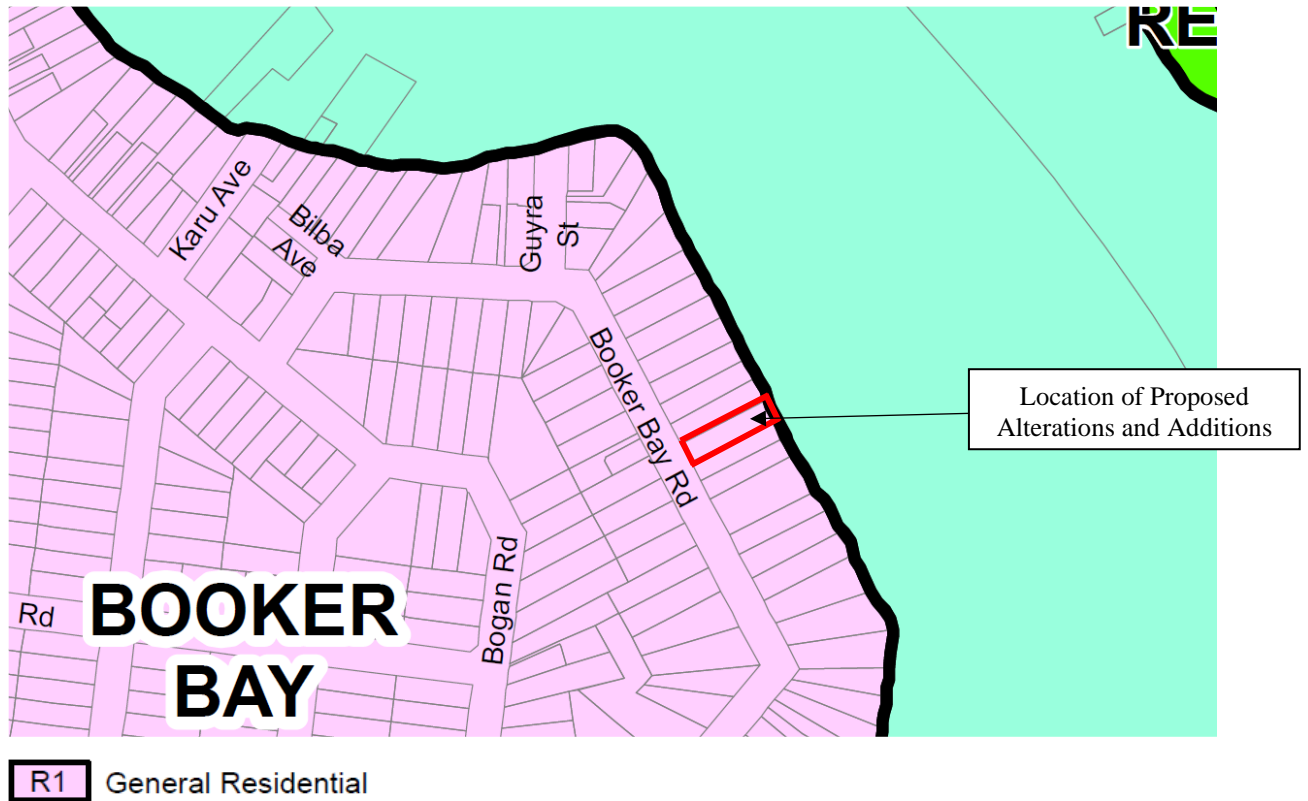 RE
Karu Ave
Bilba
Ave
Guyra
St
Booker Bay Rd
Location of Proposed
Alterations and Additions
Bogan Rd
Rd
BOOKER
BAY
R1 General Residential